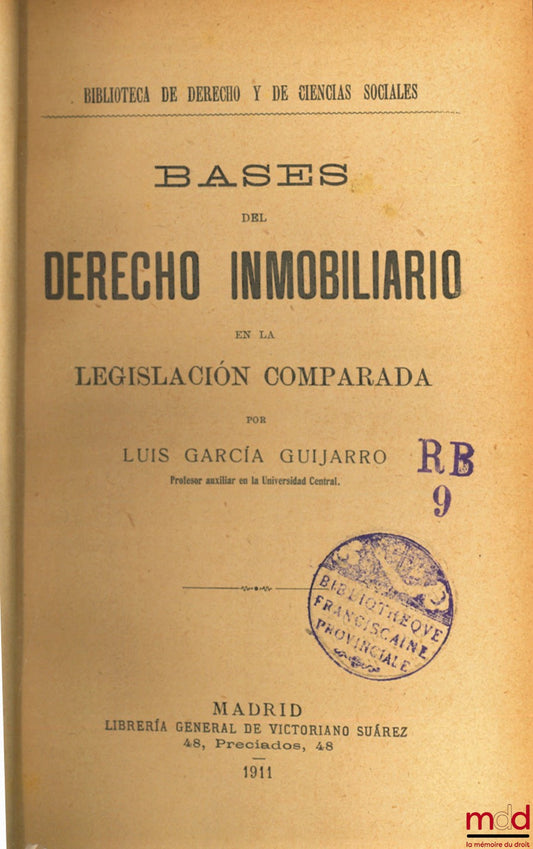 BIBLIOTECA DE DERECHO Y DE CIENCIAS SOCIALES
BASES
DEL
DERECHO INMOBILIARIO
EN LA
LEGISLACIÓN COMPARADA
POR
LUIS GARCÍA GUIJARRO
Profesor auxiliar en la Universidad Central.
RB
9
BIBLIOTHEQVE
FRANCISCAINE
PROVINCIALE
MADRID
LIBRERÍA GENERAL DE VICTORIANO SUÁREZ
48, Preciados, 48
1911
mdd
la mémoire du droit